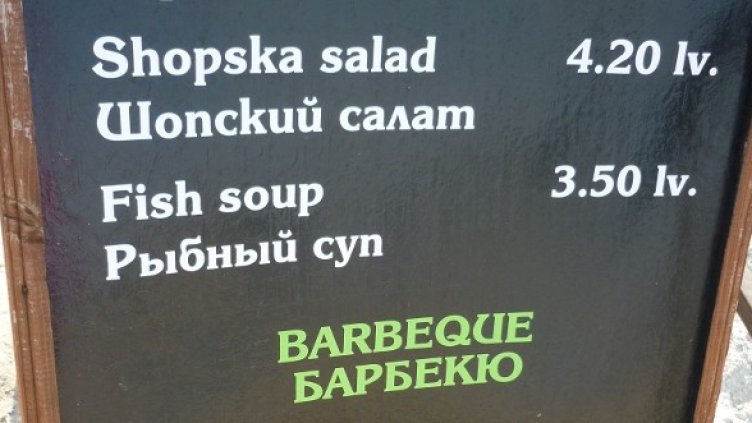 Shopska salad 4.20 lv.
Шопский салат
Fish soup 3.50 lv.
Рыбный суп
BARBEQUE
БАРБЕКЮ